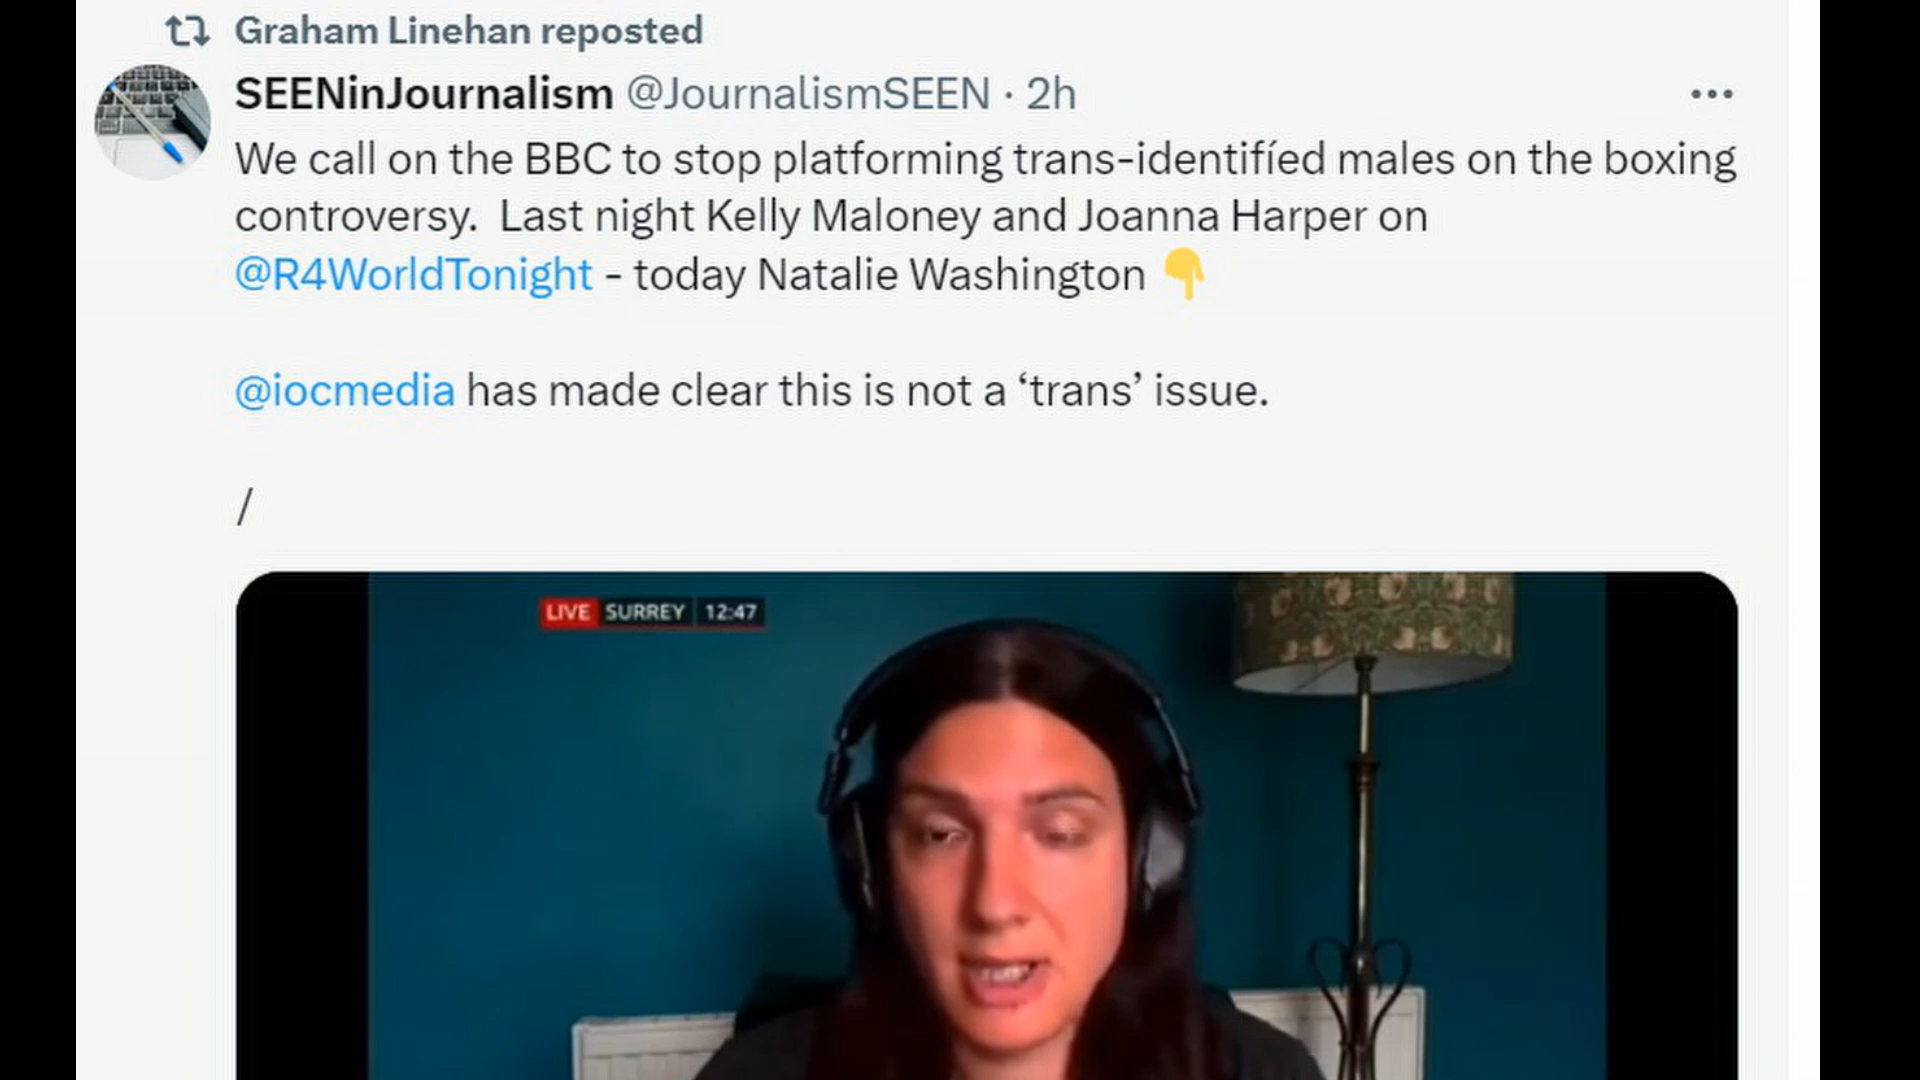 Graham Linehan reposted
SEENinJournalism @JournalismSEEN · 2h
We call on the BBC to stop platforming trans-identifíed males on the boxing
controversy.  Last night Kelly Maloney and Joanna Harper on
@R4WorldTonight - today Natalie Washington 👇
@iocmedia has made clear this is not a ‘trans’ issue.
/
LIVE SURREY 12:47